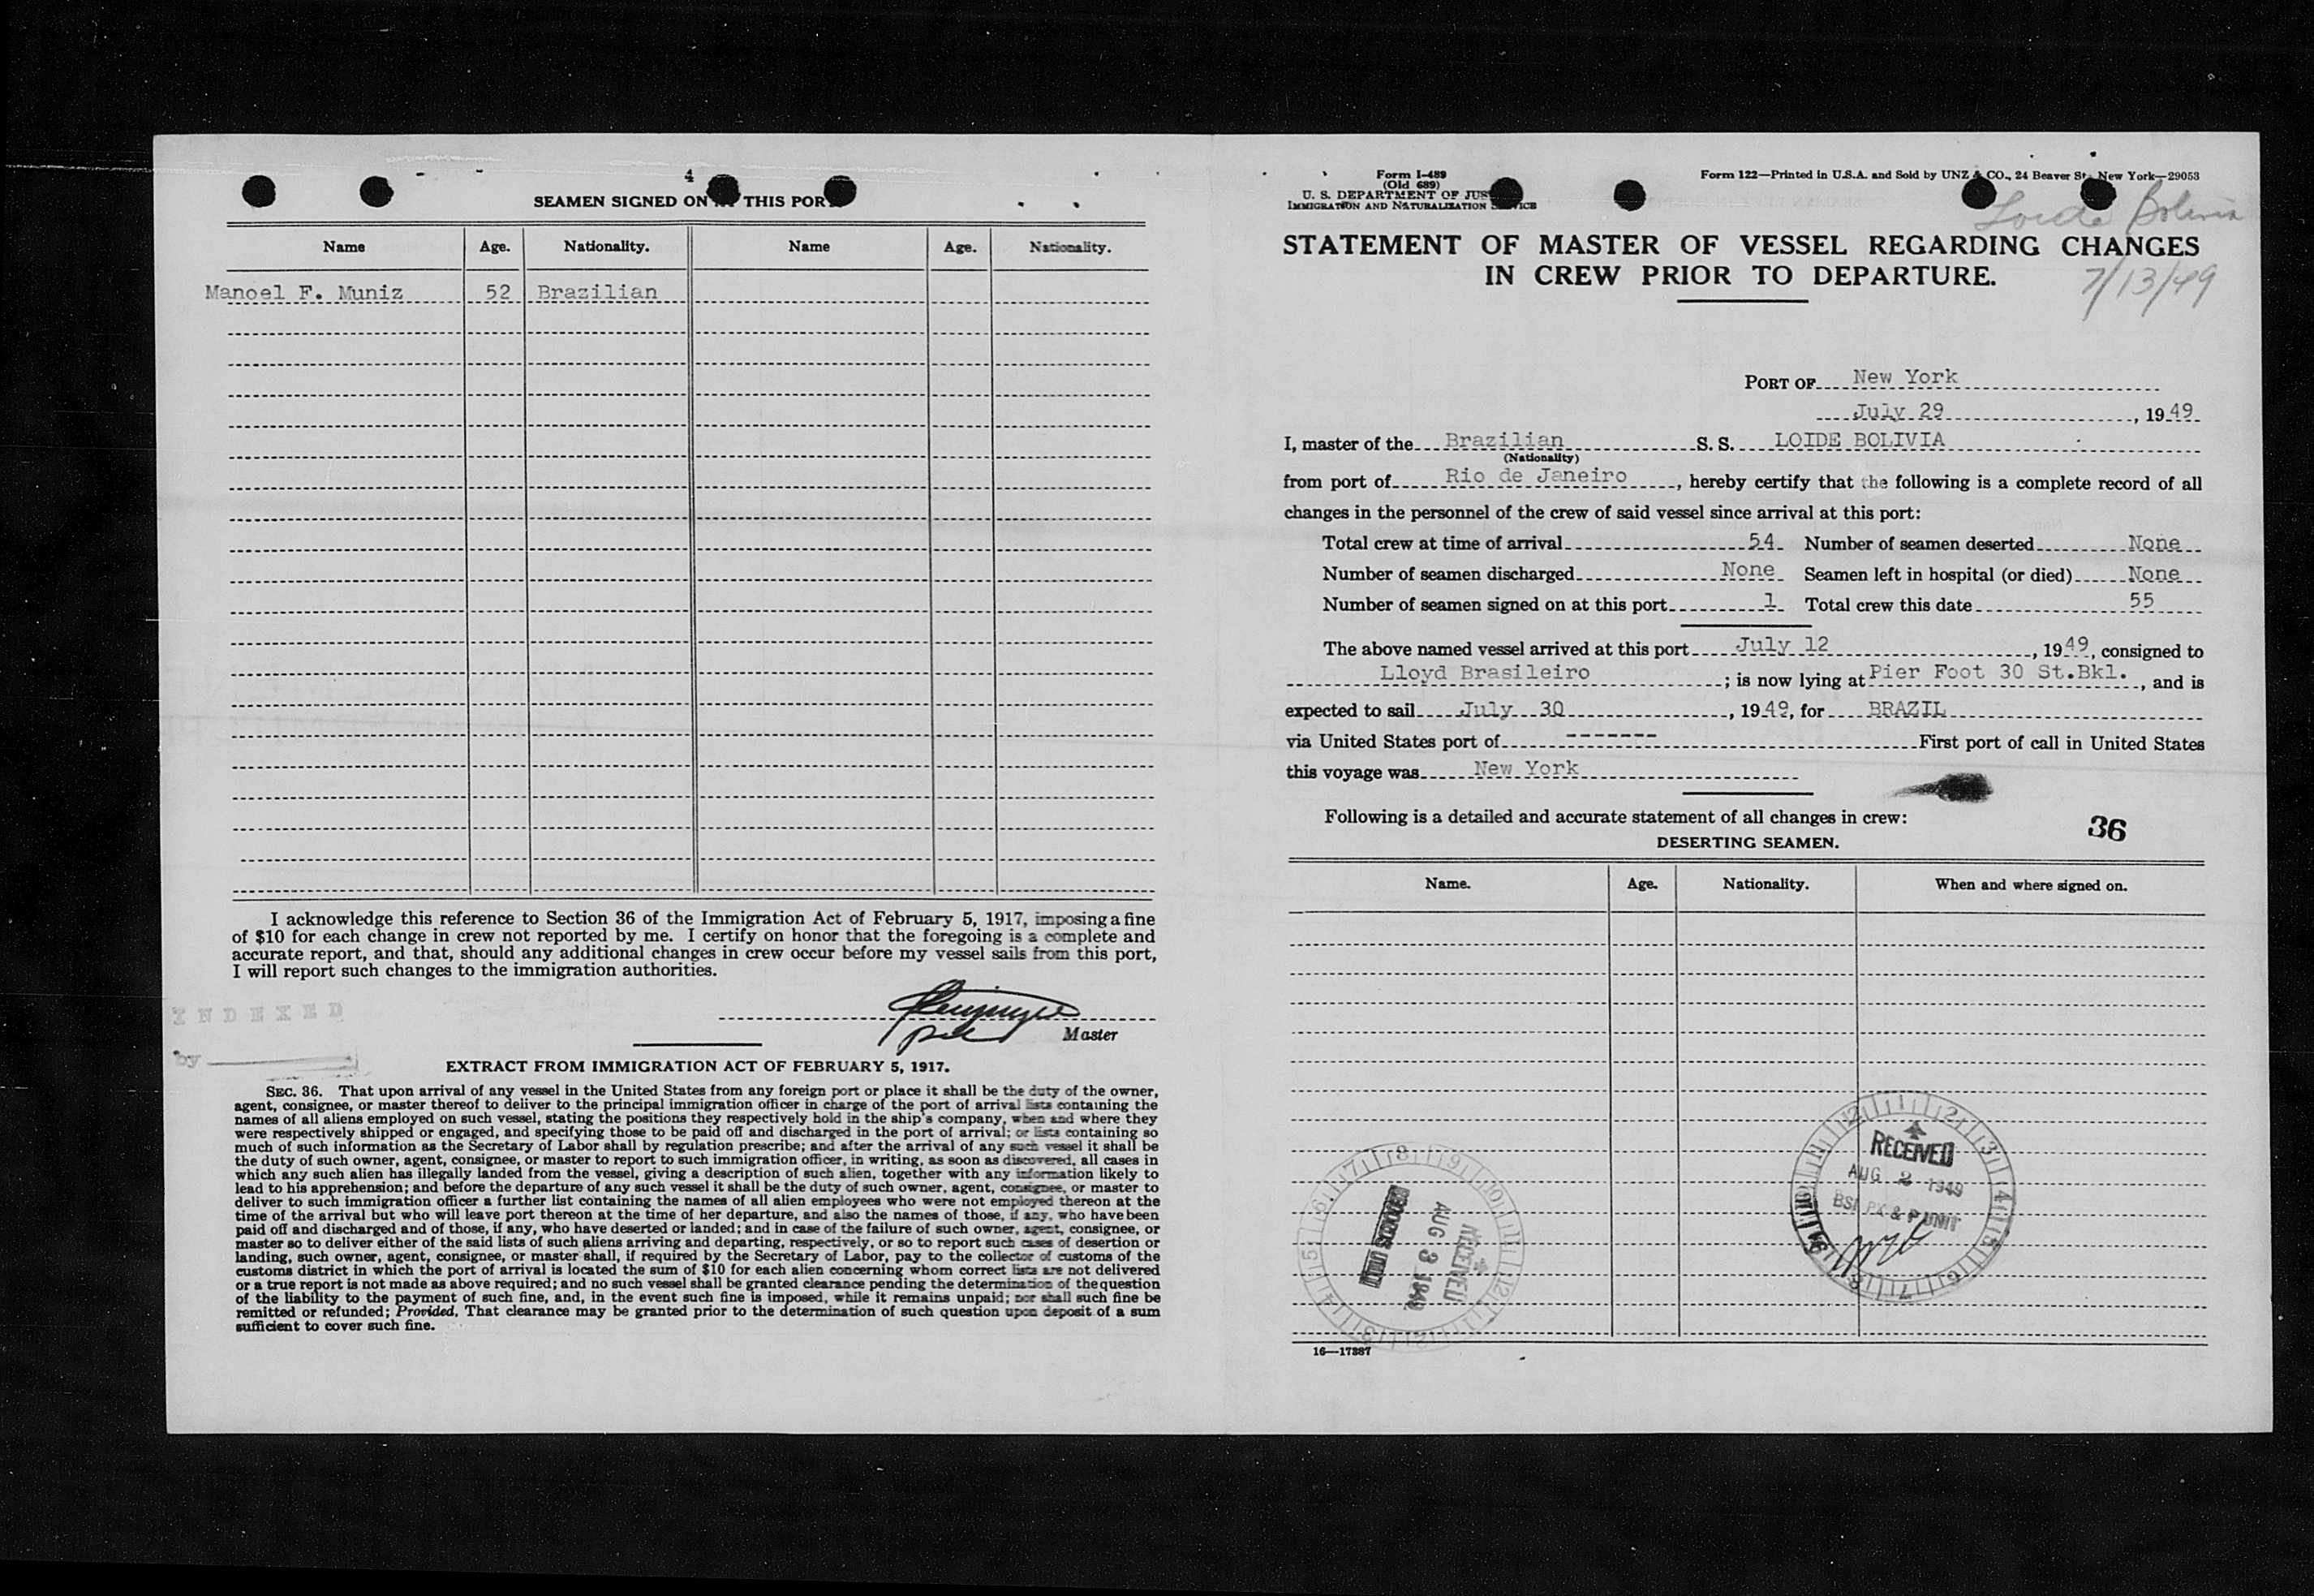 4
SEAMEN SIGNED ON THIS PORT
Name Age. Nationality. Name Age. Nationality.
Manoel F. Muniz 52 Brazilian
I acknowledge this reference to Section 36 of the Immigration Act of February 5, 1917, imposing a fine
of $10 for each change in crew not reported by me. I certify on honor that the foregoing is a complete and
accurate report, and that, should any additional changes in crew occur before my vessel sails from this port,
I will report such changes to the immigration authorities.
INDEXED
Master
by
EXTRACT FROM IMMIGRATION ACT OF FEBRUARY 5, 1917.
SEC. 36. That upon arrival of any vessel in the United States from any foreign port or place it shall be the duty of the owner,
agent, consignee, or master thereof to deliver to the principal immigration officer in charge of the port of arrival lists containing the
names of all aliens employed on such vessel, stating the positions they respectively hold in the ship's company, when and where they
were respectively shipped or engaged, and specifying those to be paid off and discharged in the port of arrival; or lists containing so
much of such information as the Secretary of Labor shall by regulation prescribe; and after the arrival of any such vessel it shall be
the duty of such owner, agent, consignee, or master to report to such immigration officer, in writing, as soon as discovered, all cases in
which any such alien has illegally landed from the vessel, giving a description of such alien, together with any information likely to
lead to his apprehension; and before the departure of any such vessel it shall be the duty of such owner, agent, consignee, or master to
deliver to such immigration officer a further list containing the names of all alien employees who were not employed thereon at the
time of the arrival but who will leave port thereon at the time of her departure, and also the names of those, if any, who have been
paid off and discharged and of those, if any, who have deserted or landed; and in case of the failure of such owner, agent, consignee, or
master so to deliver either of the said lists of such aliens arriving and departing, respectively, or so to report such cases of desertion or
landing, such owner, agent, consignee, or master shall, if required by the Secretary of Labor, pay to the collector of customs of the
customs district in which the port of arrival is located the sum of $10 for each alien concerning whom correct lists are not delivered
or a true report is not made as above required; and no such vessel shall be granted clearance pending the determination of the question
of the liability to the payment of such fine, and, in the event such fine is imposed, while it remains unpaid; nor shall such fine be
remitted or refunded; Provided, That clearance may be granted prior to the determination of such question upon deposit of a sum
sufficient to cover such fine.
Form I-489
(Old 689)
U. S. DEPARTMENT OF JUSTICE
IMMIGRATION AND NATURALIZATION SERVICE
Form 122—Printed in U.S.A. and Sold by UNZ & CO., 24 Beaver St., New York—29053
Loide Bolivia
STATEMENT OF MASTER OF VESSEL REGARDING CHANGES
IN CREW PRIOR TO DEPARTURE.
7/13/49
PORT OF New York
July 29, 1949
I, master of the Brazilian S. S. LOIDE BOLIVIA
(Nationality)
from port of Rio de Janeiro, hereby certify that the following is a complete record of all
changes in the personnel of the crew of said vessel since arrival at this port:
Total crew at time of arrival 54 Number of seamen deserted None
Number of seamen discharged None Seamen left in hospital (or died) None
Number of seamen signed on at this port 1 Total crew this date 55
The above named vessel arrived at this port July 12, 1949, consigned to
Lloyd Brasileiro; is now lying at Pier Foot 30 St.Bkl., and is
expected to sail July 30, 1949, for BRAZIL
via United States port of ------- First port of call in United States
this voyage was New York
Following is a detailed and accurate statement of all changes in crew:
36
DESERTING SEAMEN.
Name. Age. Nationality. When and where signed on.
RECEIVED
AUG 2 1949
BSI PX & P UNIT
RECEIVED
AUG 3 1949
16—17387